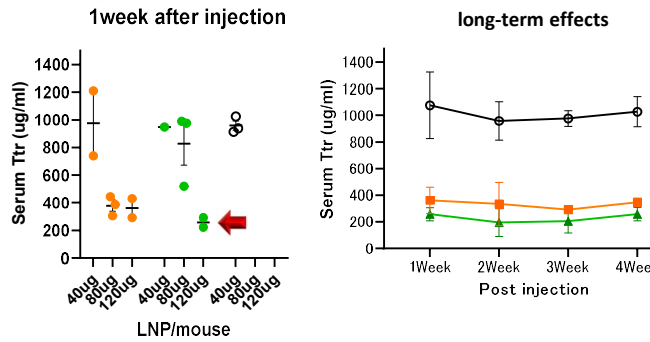 1week after injection
Serum Ttr (ug/ml)
1400
1200
1000
800
600
400
200
0
40ug
80ug
120ug
40ug
80ug
120ug
40ug
80ug
120ug
LNP/mouse
long-term effects
Serum Ttr (ug/ml)
1400
1200
1000
800
600
400
200
0
1Week
2Week
3Week
4Week
Post injection